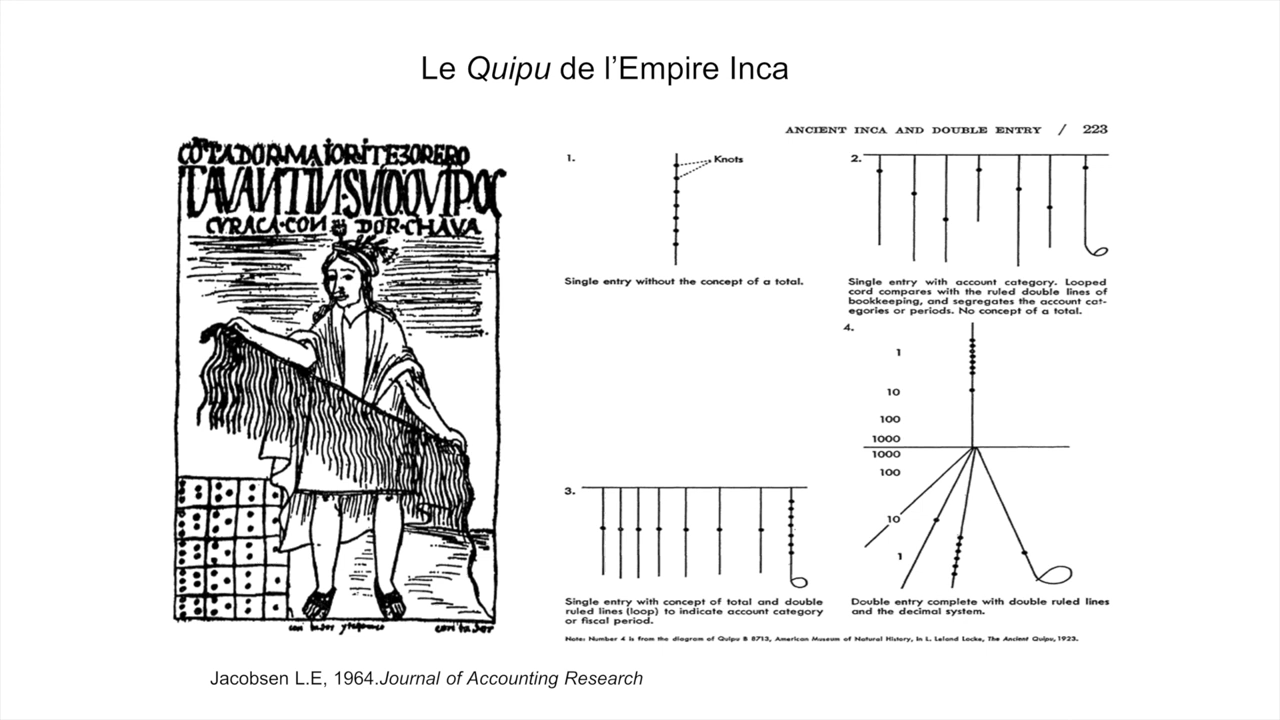 Le Quipu de l’Empire Inca
CỌTADOR·MAIOR·ITEZORERO
TAVANTIN·SVIO·QVIPOC
CVRACA·CON DOR·CHAVA
ANCIENT INCA AND DOUBLE ENTRY / 223
1.
Knots
Single entry without the concept of a total.
2.
Single entry with account category. Looped
cord compares with the ruled double lines of
bookkeeping, and segregates the account cat-
egories or periods. No concept of a total.
3.
Single entry with concept of total and double
ruled lines (loop) to indicate account category
or fiscal period.
4.
1
10
100
1000
1000
100
10
1
Double entry complete with double ruled lines
and the decimal system.
Note: Number 4 is from the diagram of Quipu B 8713, American Museum of Natural History, in L. Leland Locke, The Ancient Quipu, 1923.
Jacobsen L.E, 1964.Journal of Accounting Research